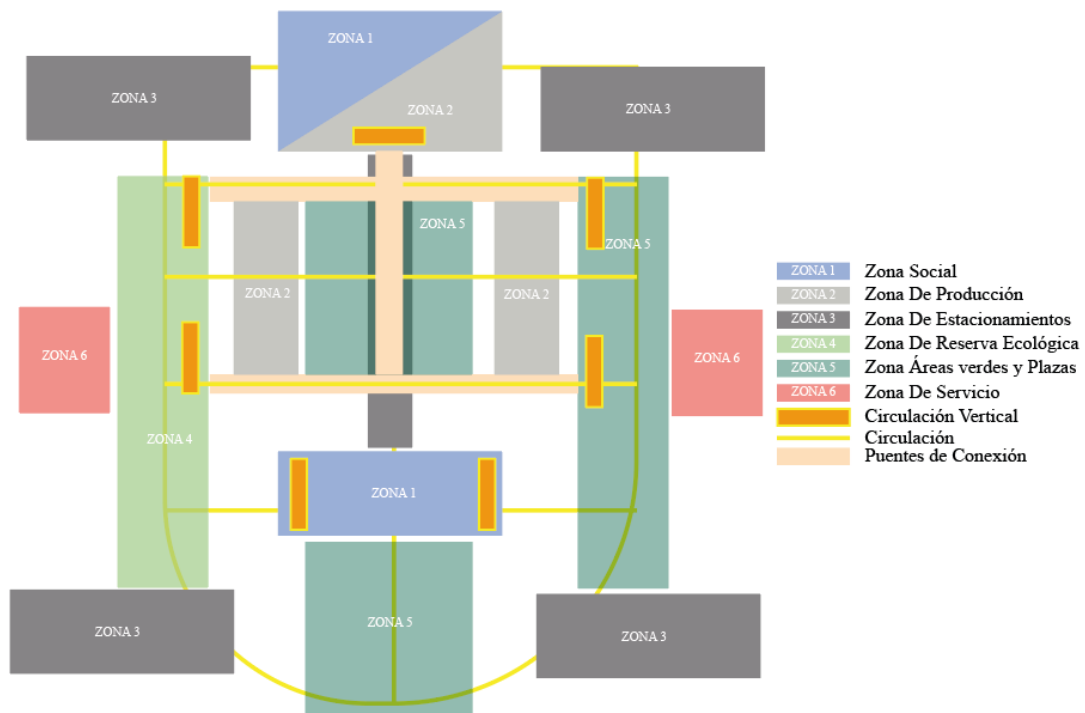 ZONA 1
ZONA 2
ZONA 3
ZONA 3
ZONA 5
ZONA 5
ZONA 2
ZONA 2
ZONA 6
ZONA 6
ZONA 4
ZONA 1
ZONA 5
ZONA 3
ZONA 3
ZONA 1 Zona Social
ZONA 2 Zona De Producción
ZONA 3 Zona De Estacionamientos
ZONA 4 Zona De Reserva Ecológica
ZONA 5 Zona Áreas verdes y Plazas
ZONA 6 Zona De Servicio
Circulación Vertical
Circulación
Puentes de Conexión